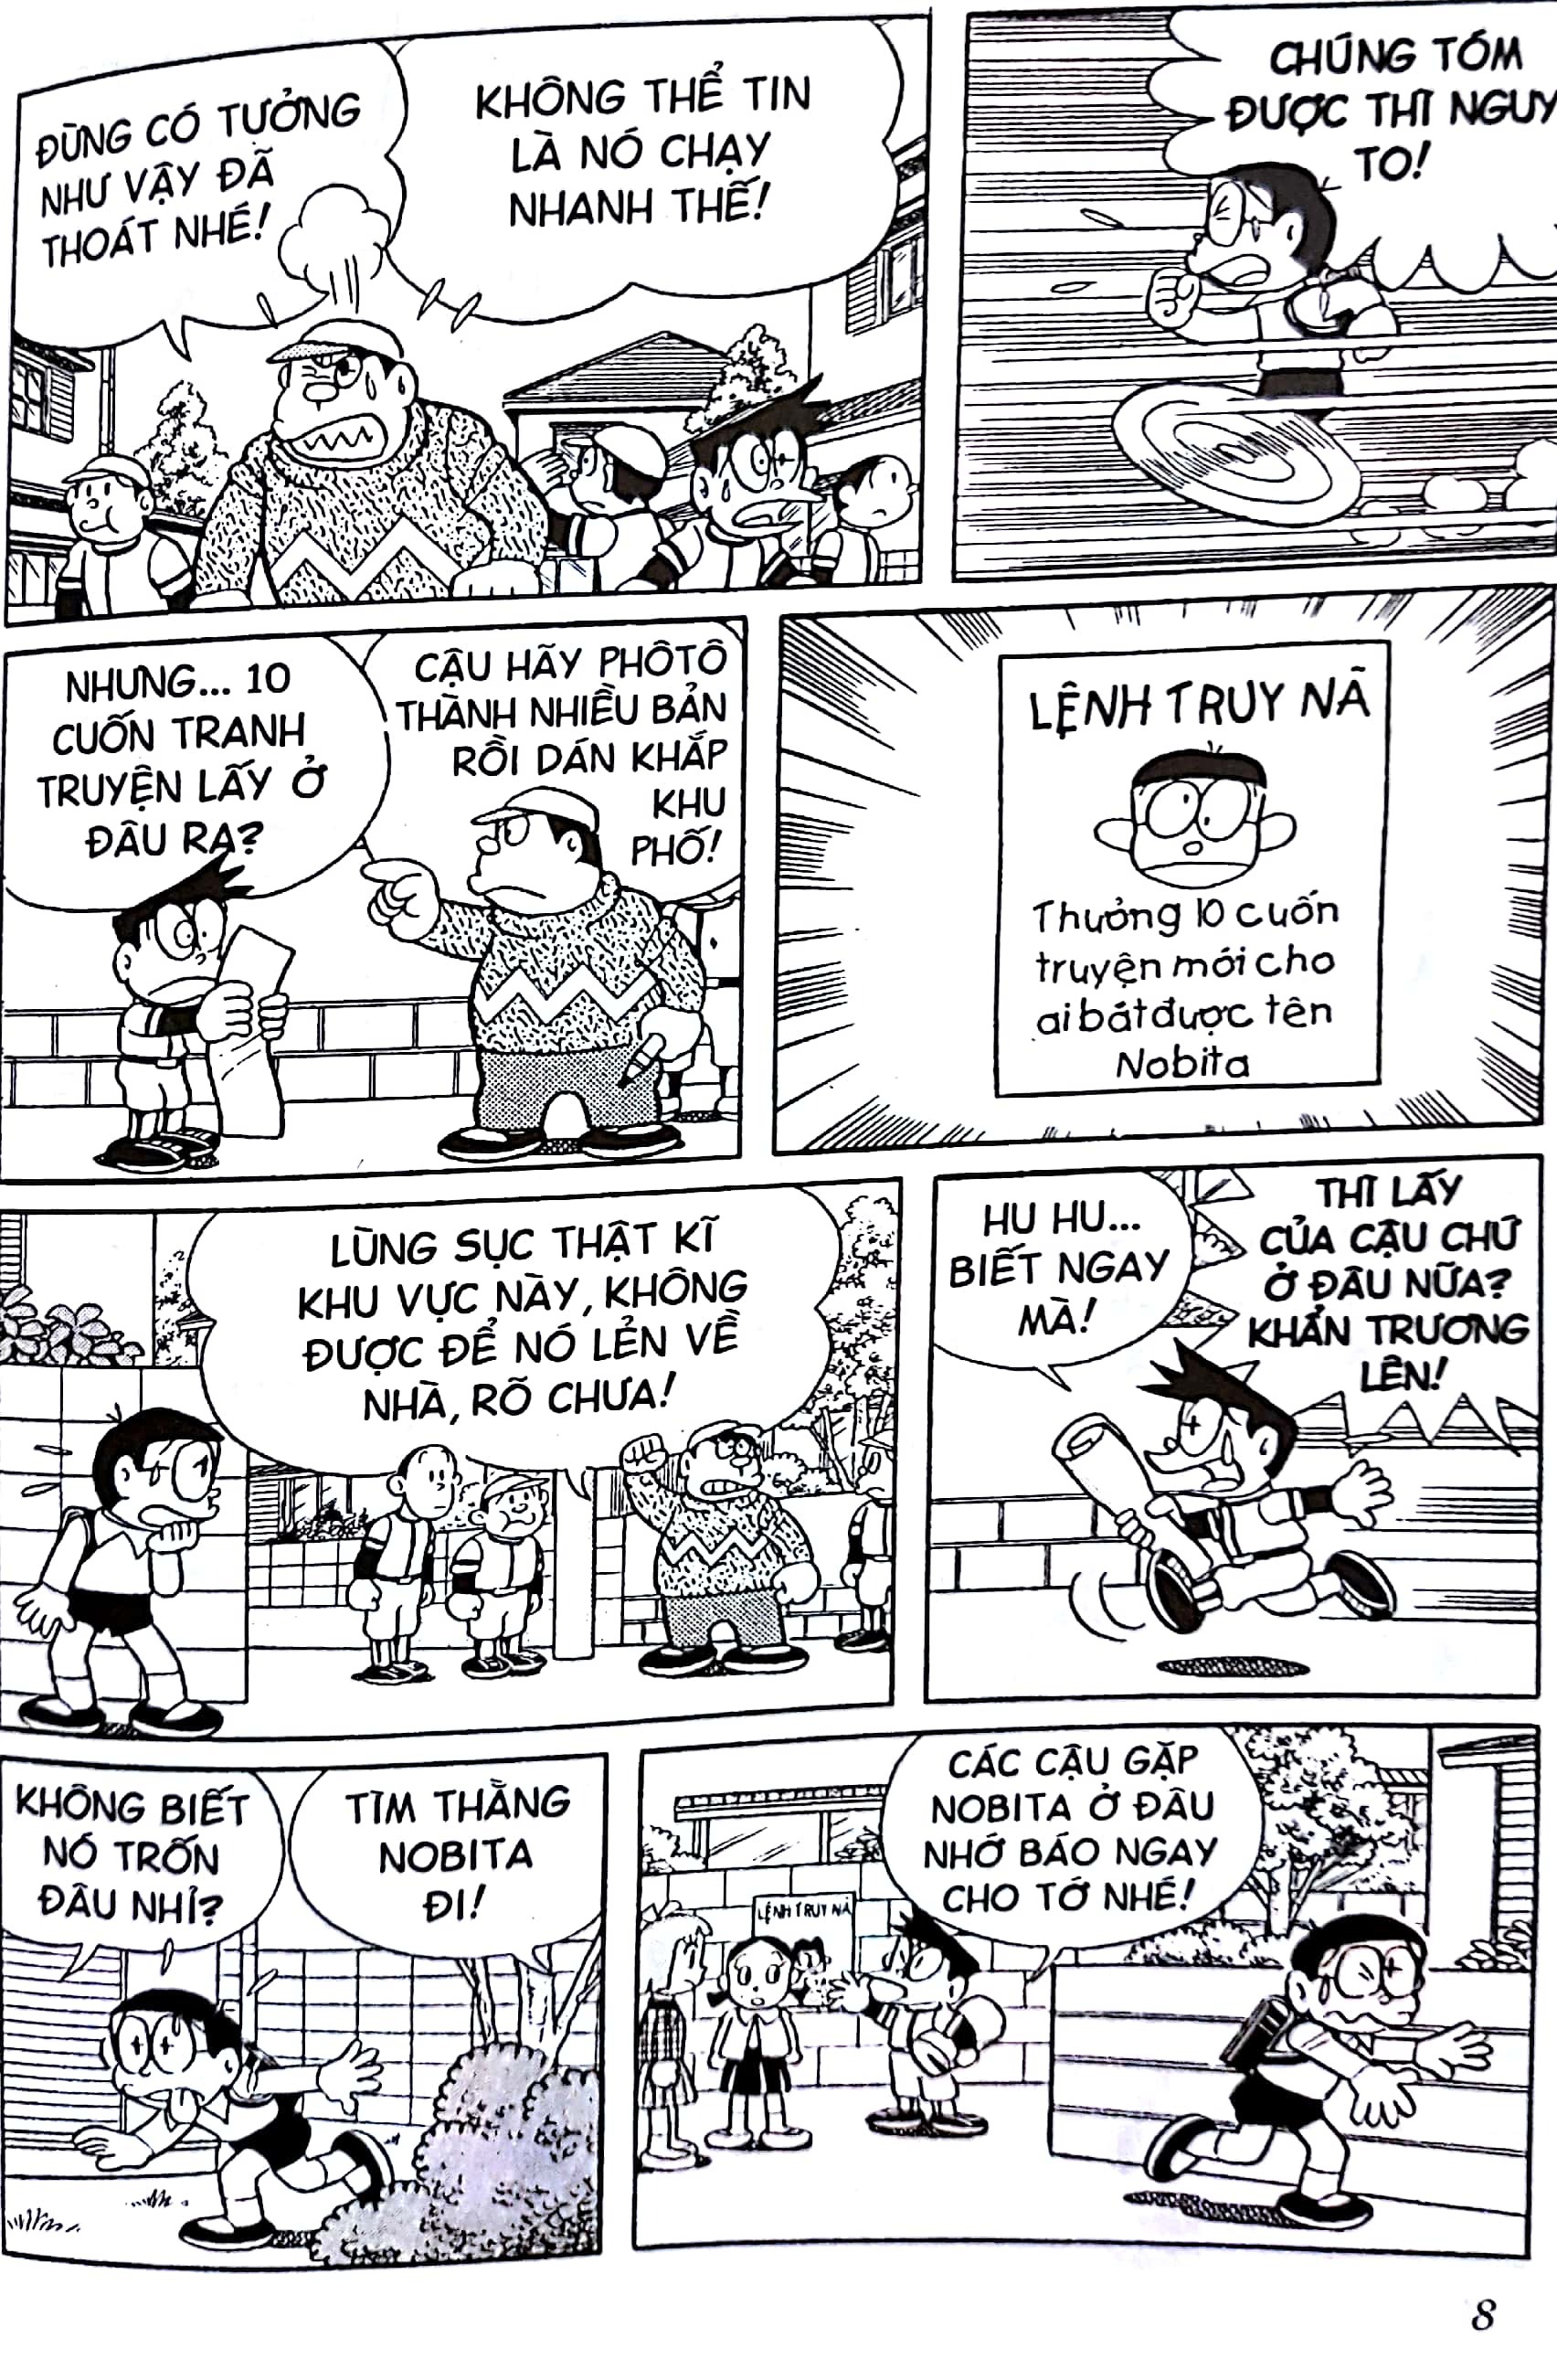 CHÚNG TÓM
ĐƯỢC THÌ NGUY
TO!
KHÔNG THỂ TIN
LÀ NÓ CHẠY
NHANH THẾ!
ĐỪNG CÓ TƯỞNG
NHƯ VẬY ĐÃ
THOÁT NHÉ!
LỆNH TRUY NÃ
Thưởng 10 cuốn
truyện mới cho
ai bắt được tên
Nobita
CẬU HÃY PHÔTÔ
THÀNH NHIỀU BẢN
RỒI DÁN KHẮP
KHU
PHỐ!
NHƯNG... 10
CUỐN TRANH
TRUYỆN LẤY Ở
ĐÂU RA?
THÌ LẤY
CỦA CẬU CHỨ
Ở ĐÂU NỮA?
KHẨN TRƯƠNG
LÊN!
HU HU...
BIẾT NGAY
MÀ!
LÙNG SỤC THẬT KĨ
KHU VỰC NÀY, KHÔNG
ĐƯỢC ĐỂ NÓ LẺN VỀ
NHÀ, RÕ CHƯA!
CÁC CẬU GẶP
NOBITA Ở ĐÂU
NHỚ BÁO NGAY
CHO TỚ NHÉ!
LỆNH TRUY NÃ
TÌM THẰNG
NOBITA
ĐI!
KHÔNG BIẾT
NÓ TRỐN
ĐÂU NHỈ?
8